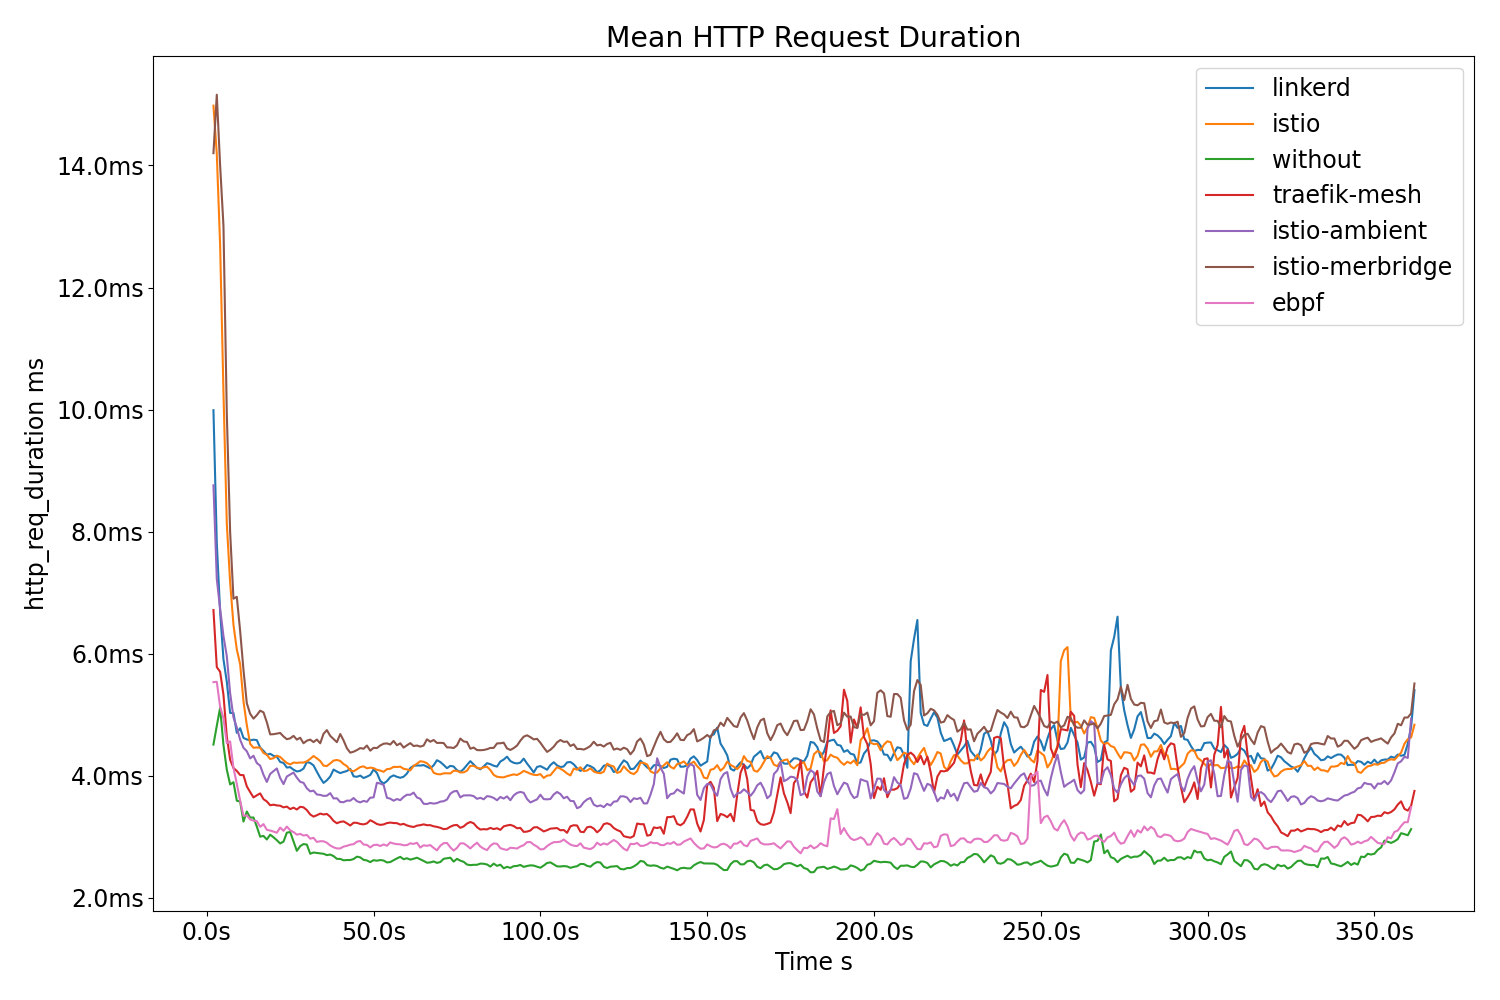 Mean HTTP Request Duration
http_req_duration ms
14.0ms
12.0ms
10.0ms
8.0ms
6.0ms
4.0ms
2.0ms
linkerd
istio
without
traefik-mesh
istio-ambient
istio-merbridge
ebpf
0.0s 50.0s 100.0s 150.0s 200.0s 250.0s 300.0s 350.0s
Time s